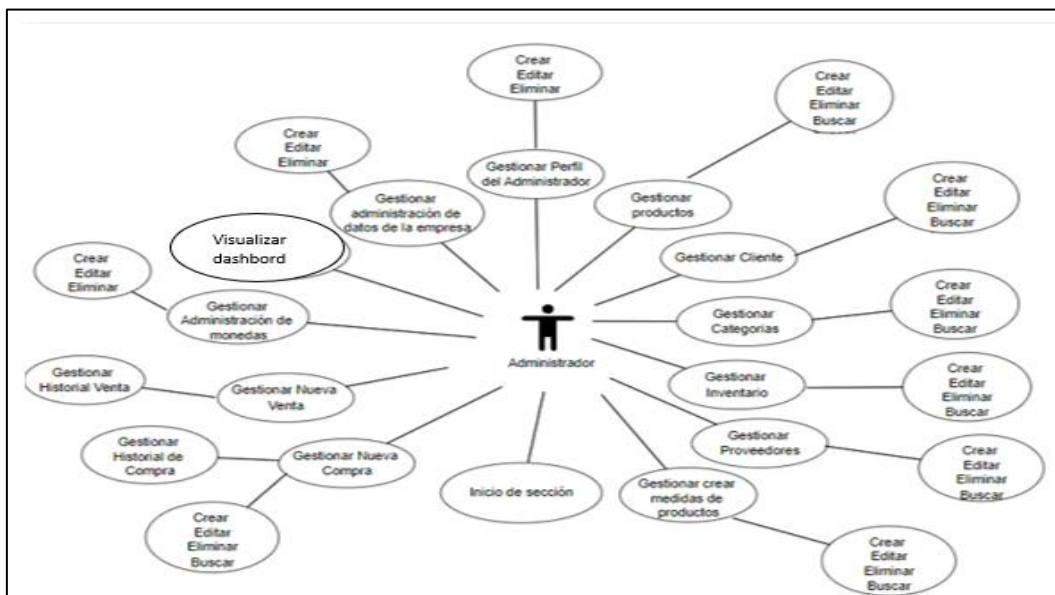 Crear
Editar
Eliminar
Crear
Editar
Eliminar
Buscar
Crear
Editar
Eliminar
Gestionar Perfil
del Administrador
Gestionar
administración de
datos de la empresa
Gestionar
productos
Crear
Editar
Eliminar
Buscar
Visualizar
dashbord
Gestionar Cliente
Crear
Editar
Eliminar
Gestionar
Administración de
monedas
Gestionar
Categorias
Crear
Editar
Eliminar
Buscar
Administrador
Gestionar
Historial Venta
Gestionar Nueva
Venta
Gestionar
Inventario
Crear
Editar
Eliminar
Buscar
Gestionar
Historial de
Compra
Gestionar Nueva
Compra
Gestionar
Proveedores
Crear
Editar
Eliminar
Buscar
Inicio de sección
Gestionar crear
medidas de
productos
Crear
Editar
Eliminar
Buscar
Crear
Editar
Eliminar
Buscar